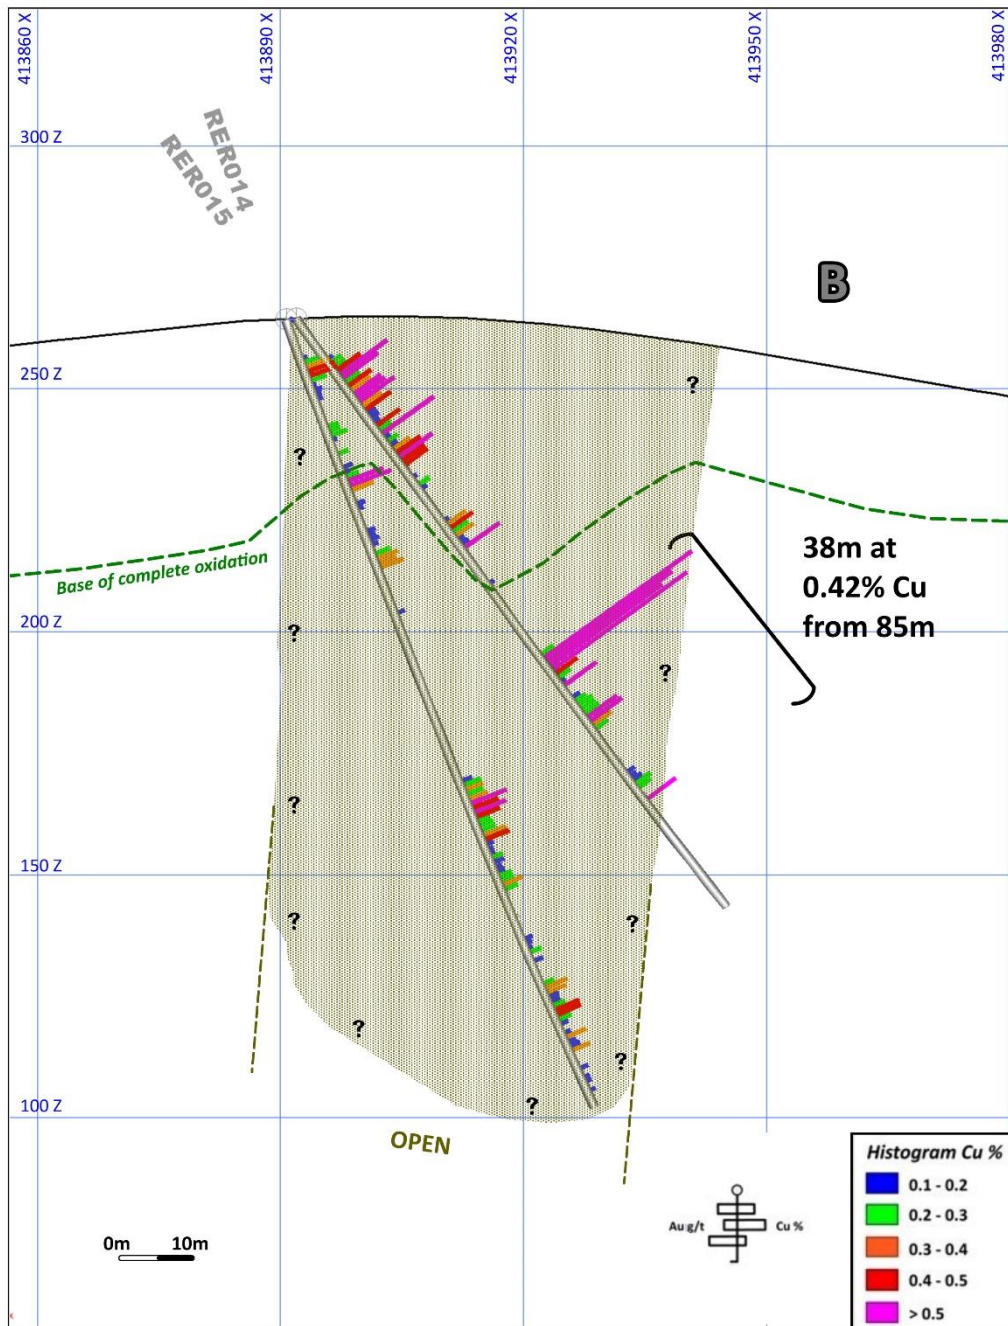 413860 X
413890 X
413920 X
413950 X
413980 X
300 Z
RER014
RER015
B
250 Z
?
?
Base of complete oxidation
38m at
0.42% Cu
from 85m
200 Z
?
?
?
150 Z
?
?
?
?
100 Z
?
OPEN
Histogram Cu %
0.1 - 0.2
0.2 - 0.3
0.3 - 0.4
0.4 - 0.5
> 0.5
Au g/t
Cu %
0m 10m
x